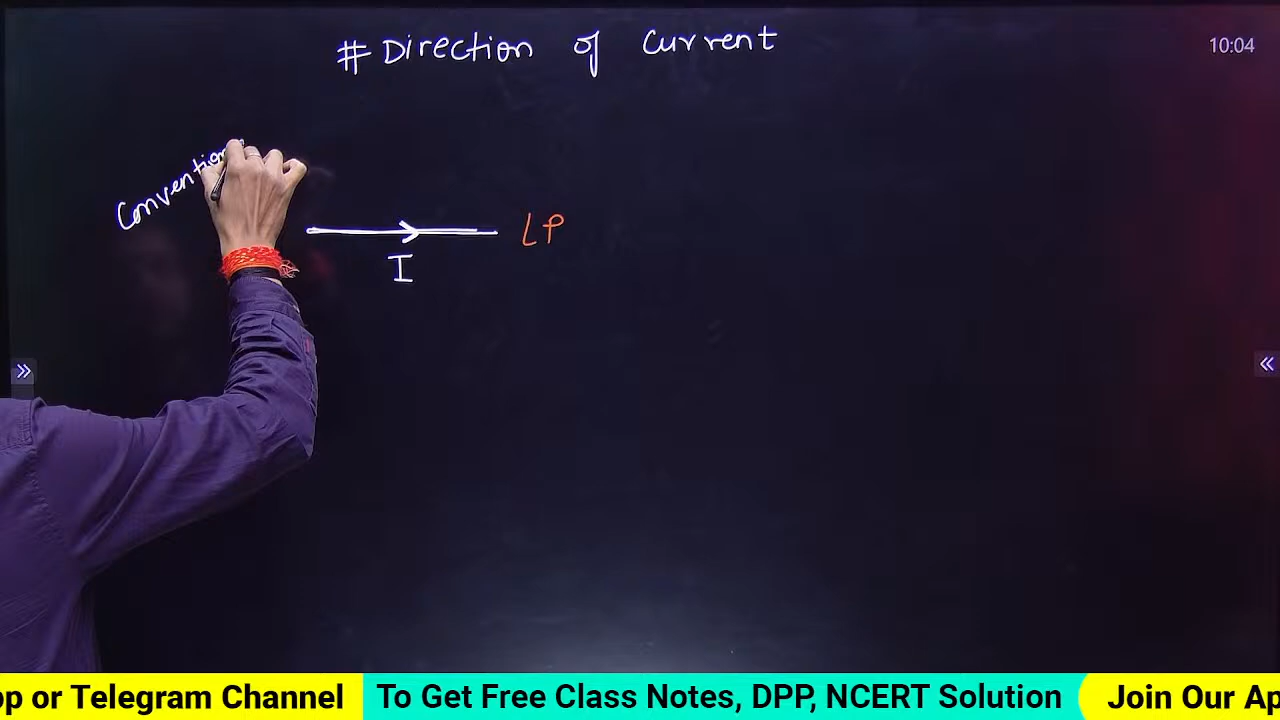 # Direction of Current
10:04
Convention
LP
I
App or Telegram Channel To Get Free Class Notes, DPP, NCERT Solution Join Our Ap